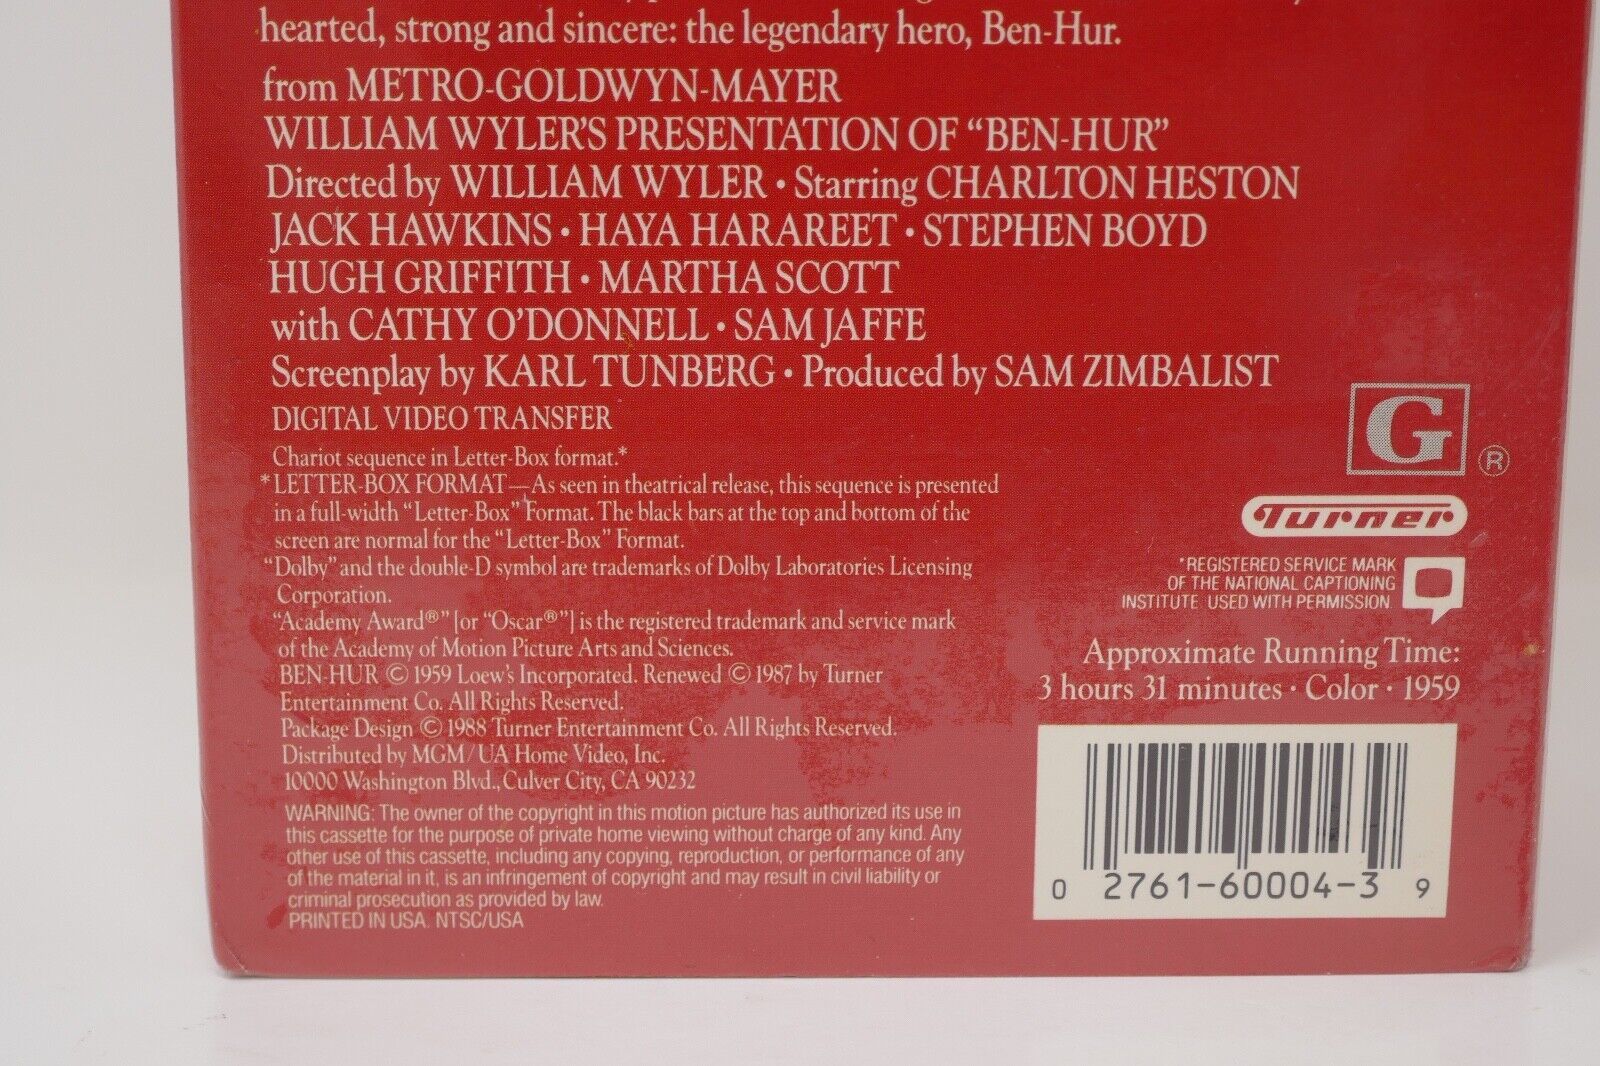 hearted, strong and sincere: the legendary hero, Ben-Hur.
from METRO-GOLDWYN-MAYER
WILLIAM WYLER'S PRESENTATION OF “BEN-HUR”
Directed by WILLIAM WYLER • Starring CHARLTON HESTON
JACK HAWKINS • HAYA HARAREET • STEPHEN BOYD
HUGH GRIFFITH • MARTHA SCOTT
with CATHY O'DONNELL • SAM JAFFE
Screenplay by KARL TUNBERG • Produced by SAM ZIMBALIST
DIGITAL VIDEO TRANSFER
Chariot sequence in Letter-Box format.*
*LETTER-BOX FORMAT—As seen in theatrical release, this sequence is presented
in a full-width “Letter-Box” Format. The black bars at the top and bottom of the
screen are normal for the “Letter-Box” Format.
“Dolby” and the double-D symbol are trademarks of Dolby Laboratories Licensing
Corporation.
“Academy Award®” [or “Oscar®”] is the registered trademark and service mark
of the Academy of Motion Picture Arts and Sciences.
BEN-HUR © 1959 Loew's Incorporated. Renewed © 1987 by Turner
Entertainment Co. All Rights Reserved.
Package Design © 1988 Turner Entertainment Co. All Rights Reserved.
Distributed by MGM/UA Home Video, Inc.
10000 Washington Blvd., Culver City, CA 90232
WARNING: The owner of the copyright in this motion picture has authorized its use in
this cassette for the purpose of private home viewing without charge of any kind. Any
other use of this cassette, including any copying, reproduction, or performance of any
of the material in it, is an infringement of copyright and may result in civil liability or
criminal prosecution as provided by law.
PRINTED IN USA. NTSC/USA
G ®
Turner
*REGISTERED SERVICE MARK
OF THE NATIONAL CAPTIONING
INSTITUTE. USED WITH PERMISSION.
Approximate Running Time:
3 hours 31 minutes • Color • 1959
0 2761-60004-3 9